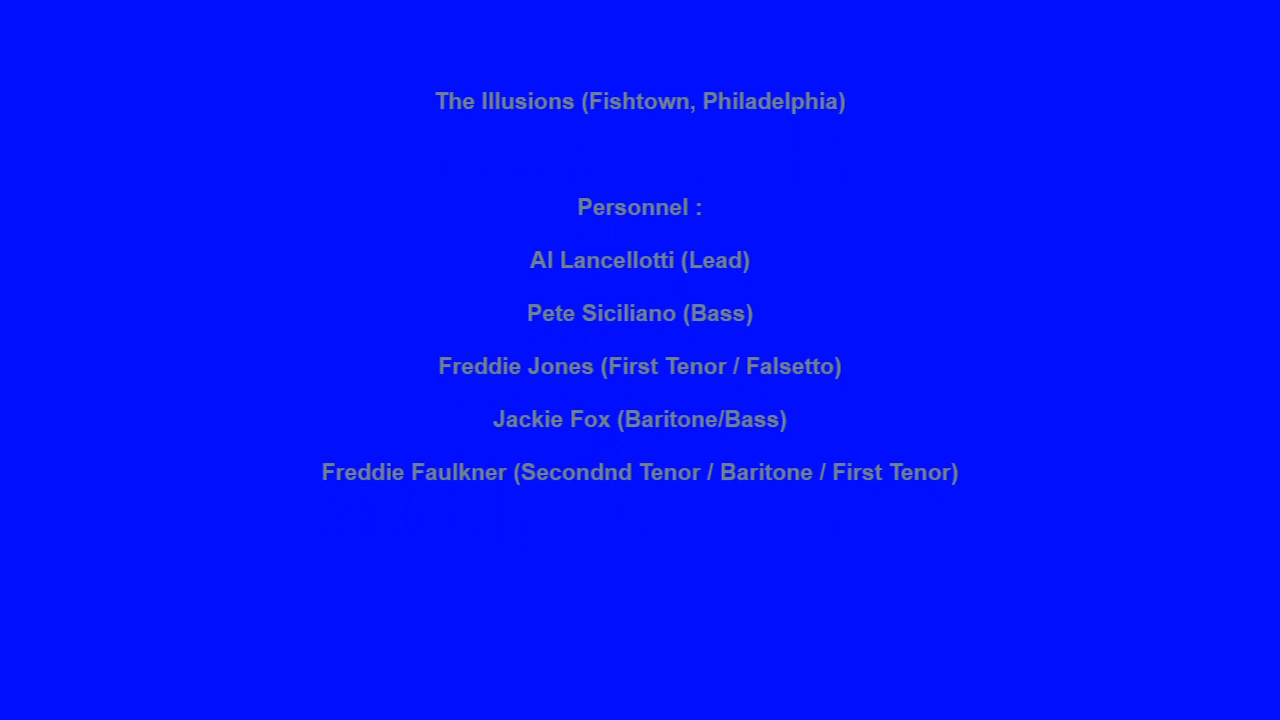 The Illusions (Fishtown, Philadelphia)
Personnel :
Al Lancellotti (Lead)
Pete Siciliano (Bass)
Freddie Jones (First Tenor / Falsetto)
Jackie Fox (Baritone/Bass)
Freddie Faulkner (Secondnd Tenor / Baritone / First Tenor)